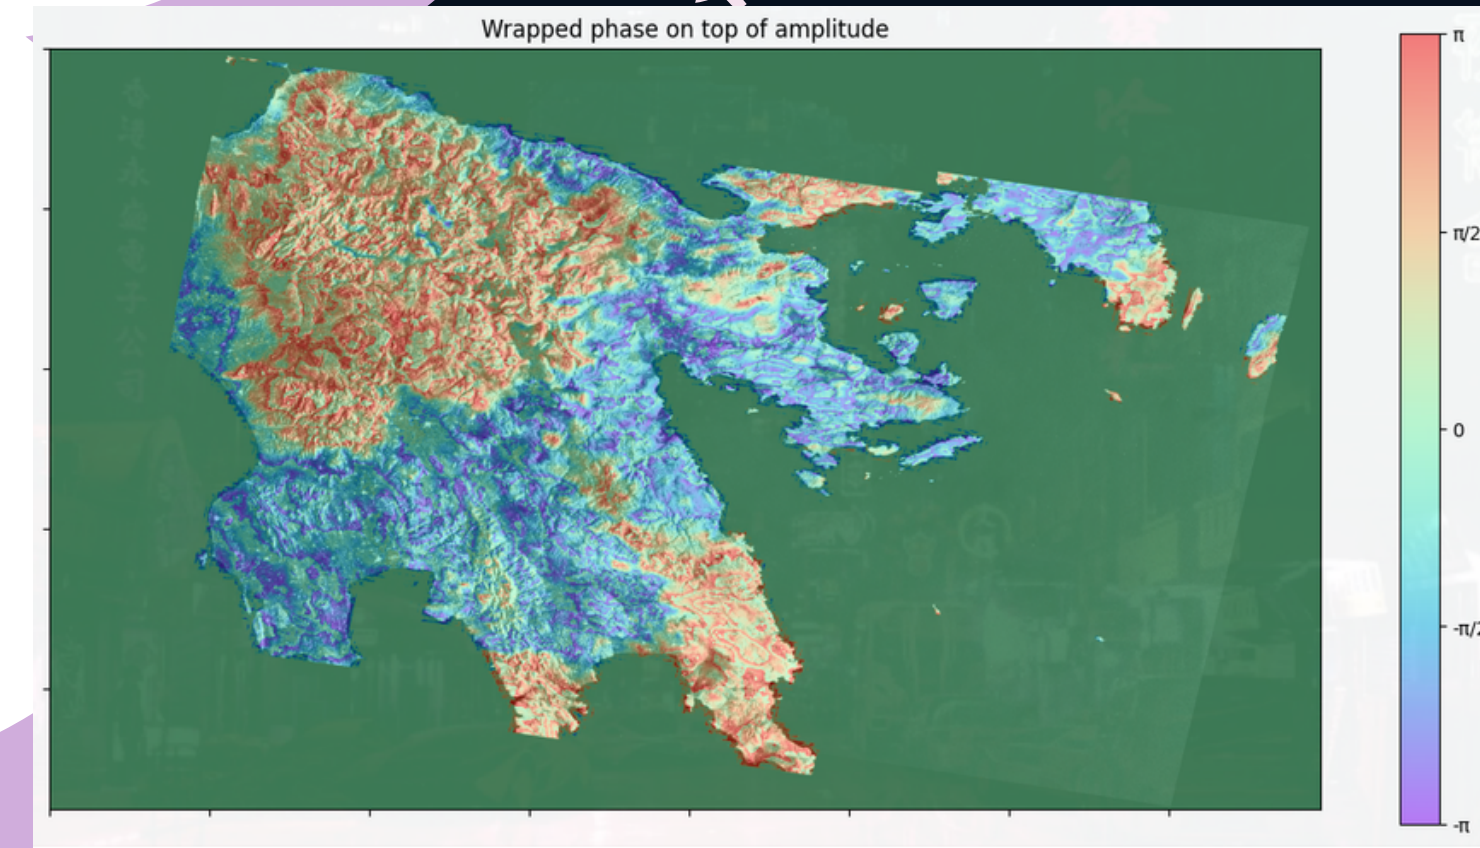 Wrapped phase on top of amplitude
π
π/2
0
-π/2
-π